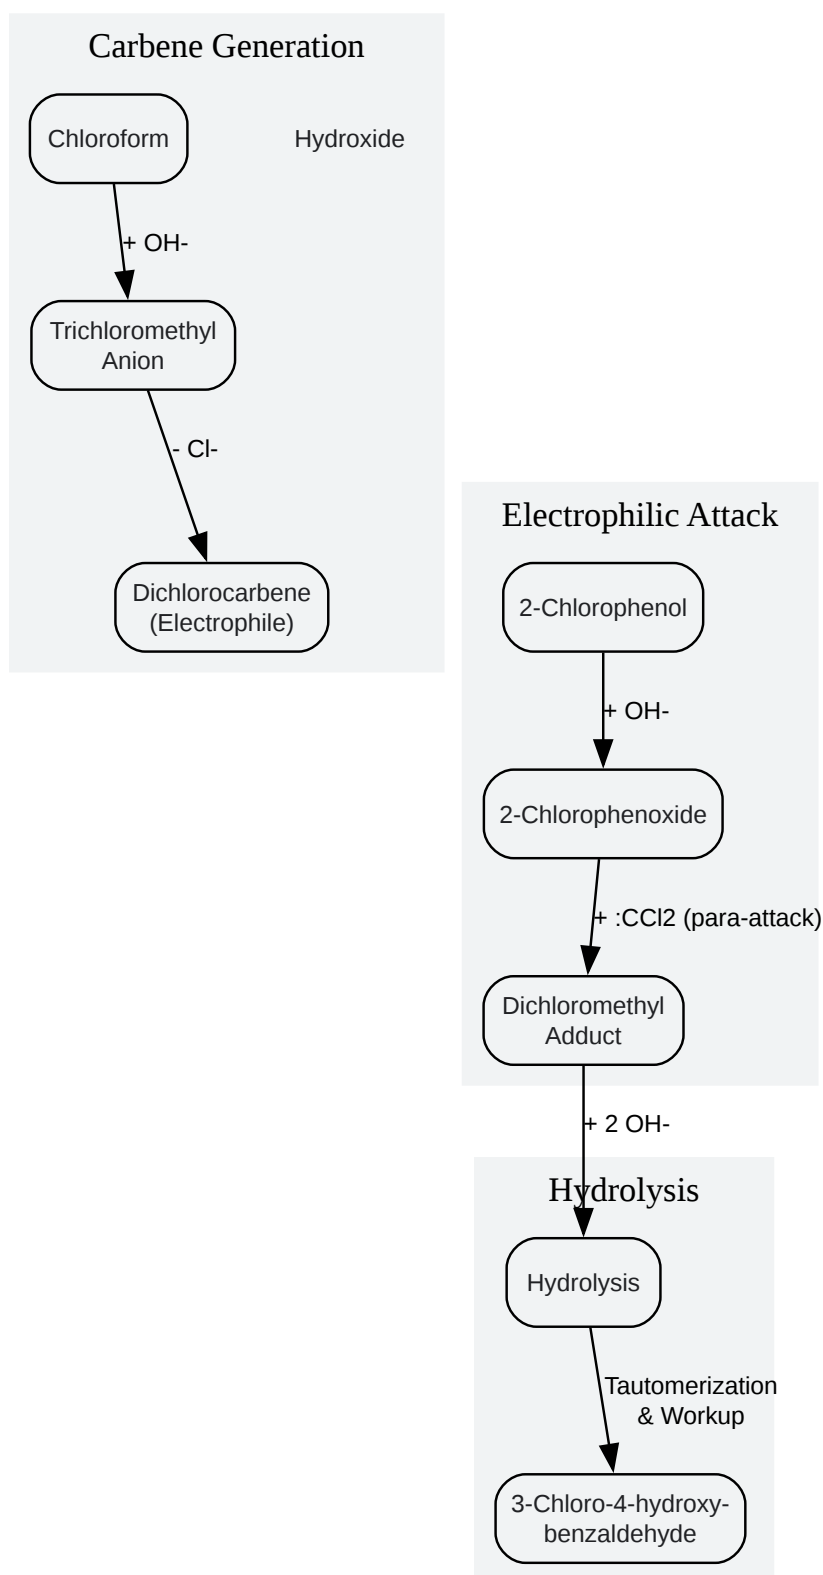 Carbene Generation
Chloroform
Hydroxide
+ OH-
Trichloromethyl
Anion
- Cl-
Dichlorocarbene
(Electrophile)
Electrophilic Attack
2-Chlorophenol
+ OH-
2-Chlorophenoxide
+ :CCl2 (para-attack)
Dichloromethyl
Adduct
+ 2 OH-
Hydrolysis
Hydrolysis
Tautomerization
& Workup
3-Chloro-4-hydroxy-
benzaldehyde